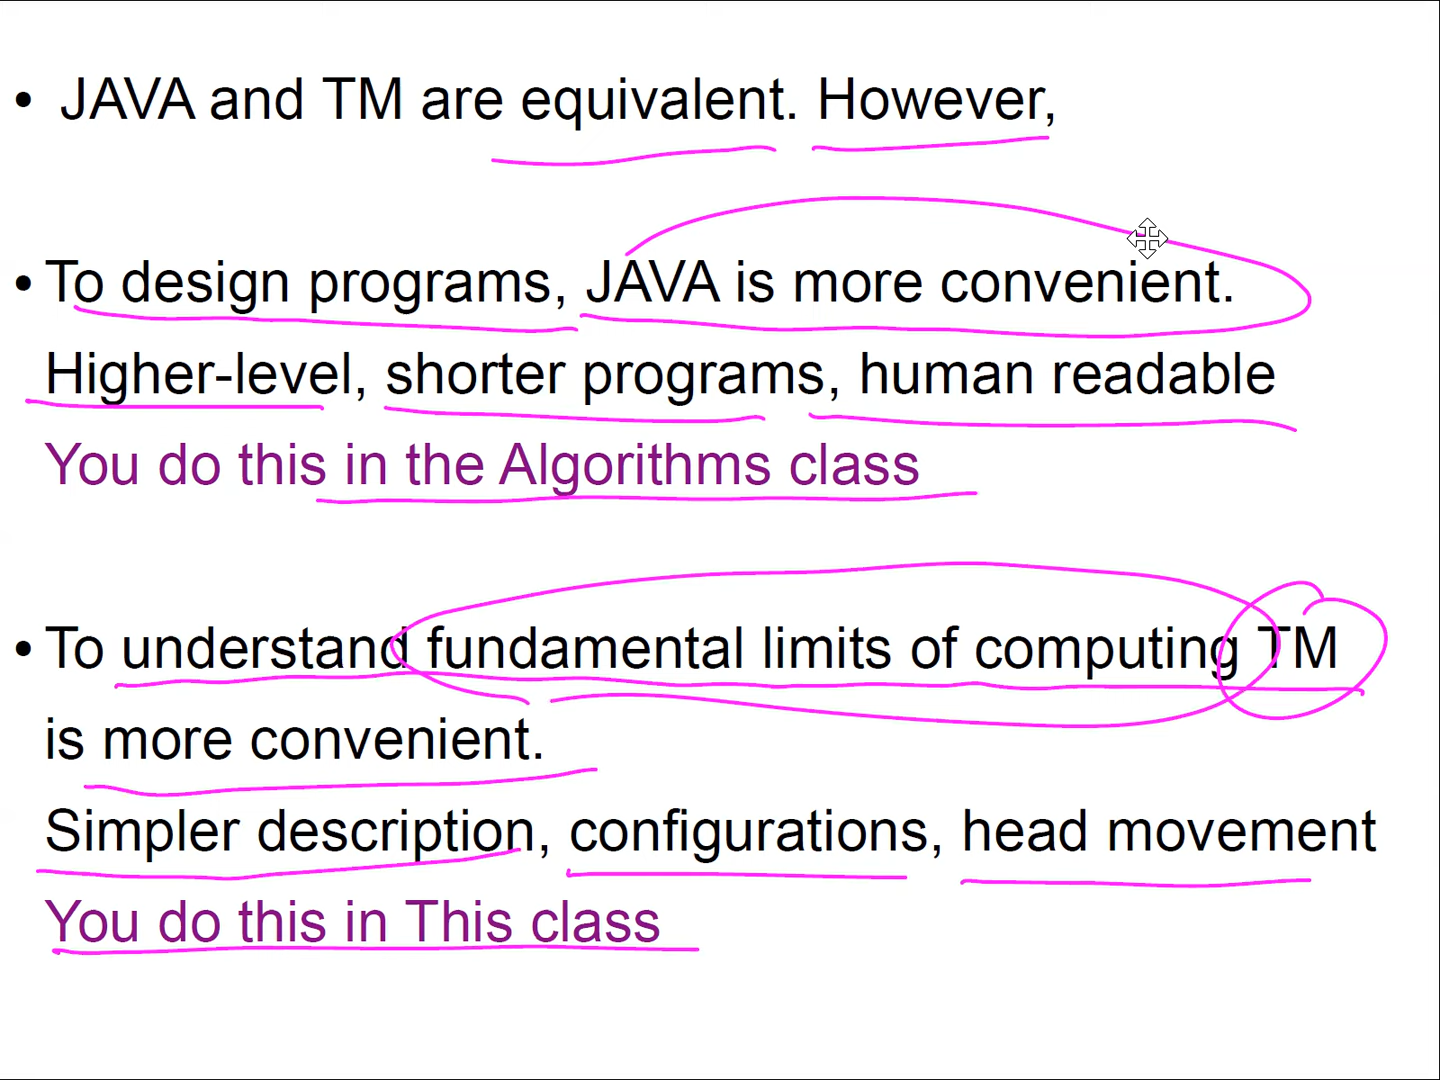 • JAVA and TM are equivalent. However,
• To design programs, JAVA is more convenient.
Higher-level, shorter programs, human readable
You do this in the Algorithms class
• To understand fundamental limits of computing TM
is more convenient.
Simpler description, configurations, head movement
You do this in This class